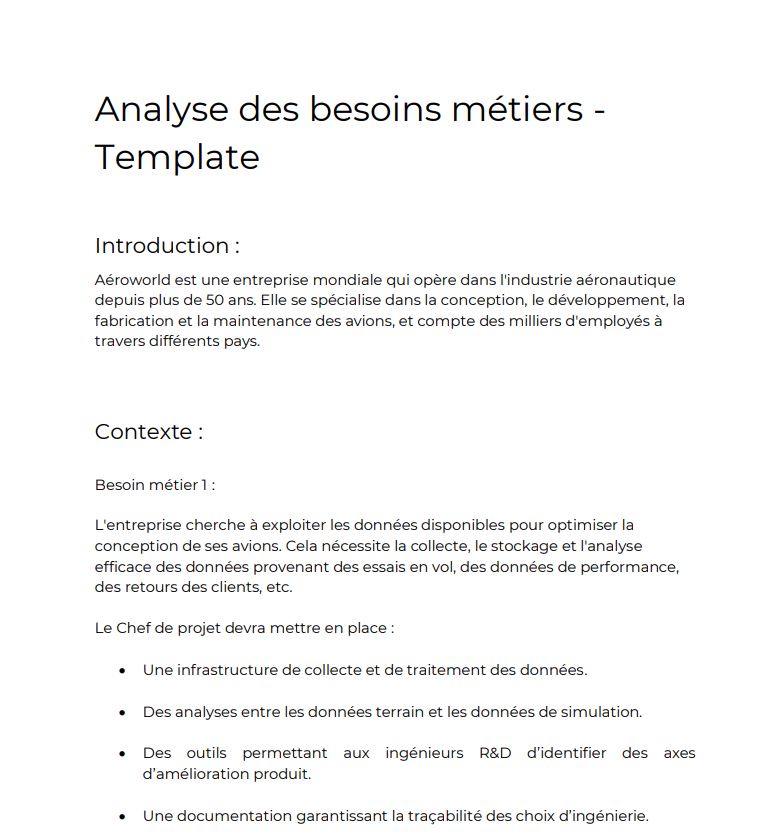 Analyse des besoins métiers -
Template
Introduction :
Aéroworld est une entreprise mondiale qui opère dans l'industrie aéronautique
depuis plus de 50 ans. Elle se spécialise dans la conception, le développement, la
fabrication et la maintenance des avions, et compte des milliers d'employés à
travers différents pays.
Contexte :
Besoin métier 1 :
L'entreprise cherche à exploiter les données disponibles pour optimiser la
conception de ses avions. Cela nécessite la collecte, le stockage et l'analyse
efficace des données provenant des essais en vol, des données de performance,
des retours des clients, etc.
Le Chef de projet devra mettre en place :
• Une infrastructure de collecte et de traitement des données.
• Des analyses entre les données terrain et les données de simulation.
• Des outils permettant aux ingénieurs R&D d’identifier des axes
d’amélioration produit.
• Une documentation garantissant la traçabilité des choix d’ingénierie.